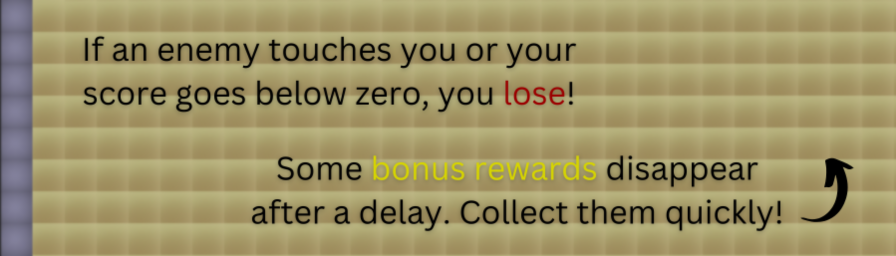 If an enemy touches you or your
score goes below zero, you lose!
Some bonus rewards disappear
after a delay. Collect them quickly!